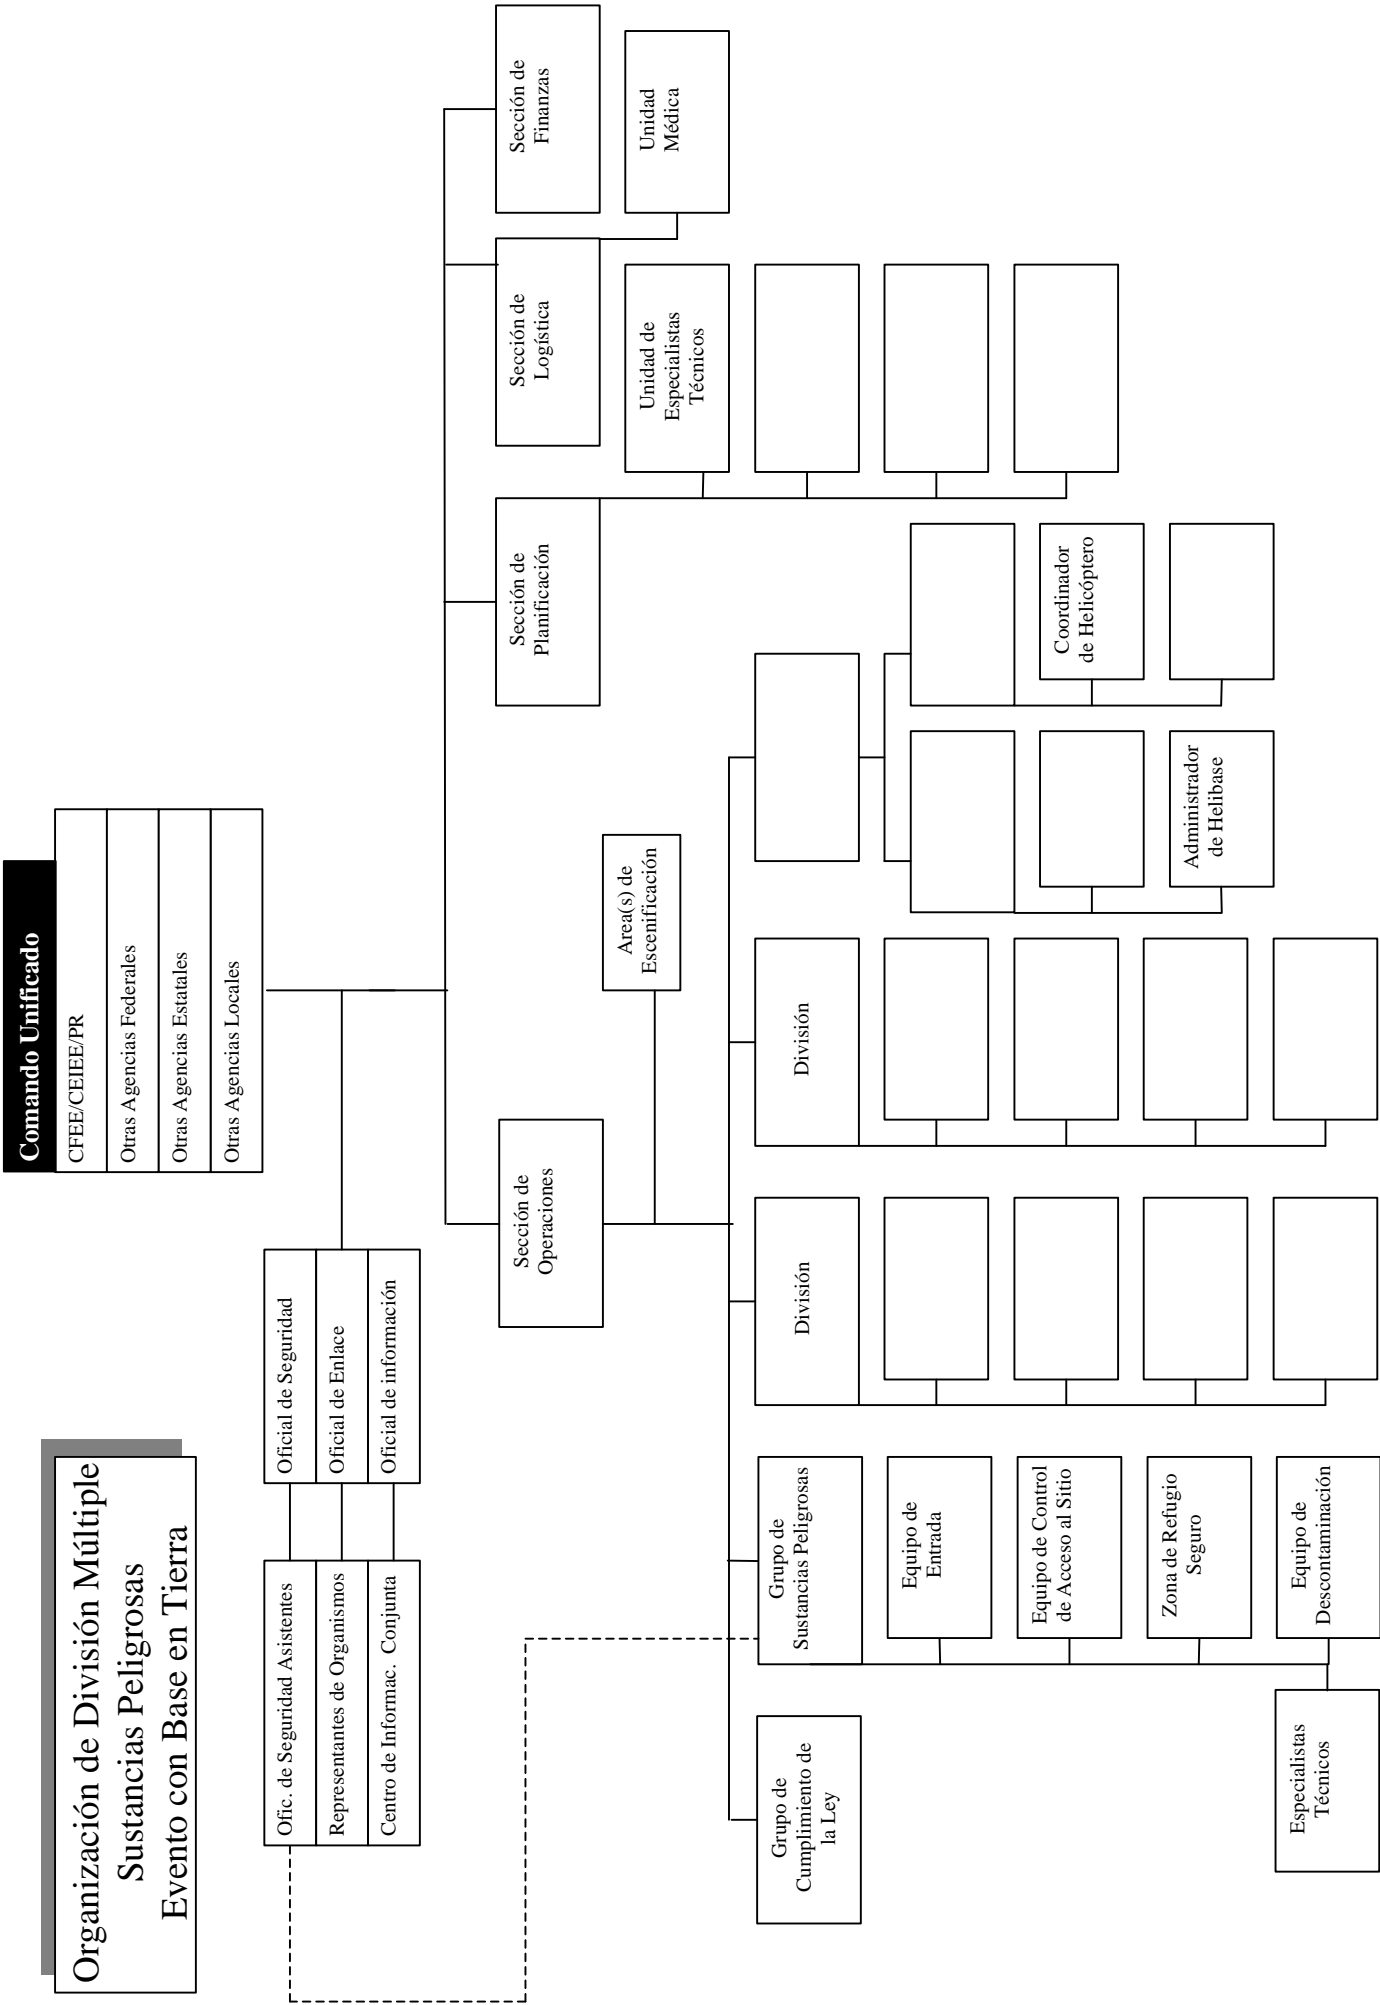 Organización de División Múltiple
Sustancias Peligrosas
Evento con Base en Tierra
Comando Unificado
CFEE/CEIEE/PR
Otras Agencias Federales
Otras Agencias Estatales
Otras Agencias Locales
Ofic. de Seguridad Asistentes
Oficial de Seguridad
Representantes de Organismos
Oficial de Enlace
Centro de Informac. Conjunta
Oficial de información
Sección de
Operaciones
Sección de
Planificación
Sección de
Logística
Sección de
Finanzas
Area(s) de
Escenificación
Unidad de
Especialistas
Técnicos
Unidad
Médica
Grupo de
Cumplimiento de
la Ley
Grupo de
Sustancias Peligrosas
División
División
Equipo de
Entrada
Equipo de Control
de Acceso al Sitio
Coordinador
de Helicóptero
Zona de Refugio
Seguro
Administrador
de Helibase
Especialistas
Técnicos
Equipo de
Descontaminación